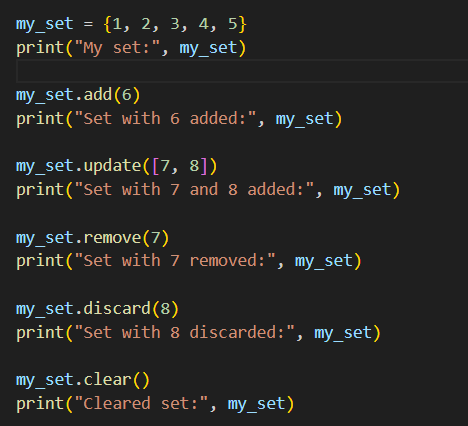 my_set = {1, 2, 3, 4, 5}
print("My set:", my_set)
my_set.add(6)
print("Set with 6 added:", my_set)
my_set.update([7, 8])
print("Set with 7 and 8 added:", my_set)
my_set.remove(7)
print("Set with 7 removed:", my_set)
my_set.discard(8)
print("Set with 8 discarded:", my_set)
my_set.clear()
print("Cleared set:", my_set)